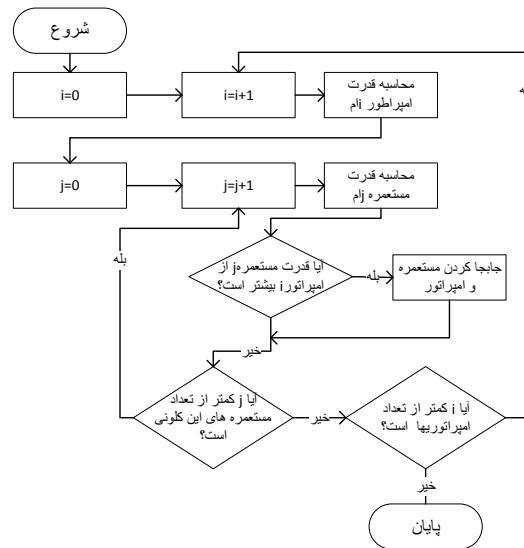 شروع
i=0
i=i+1
محاسبه قدرت
امپراطور iام
j=0
j=j+1
محاسبه قدرت
مستعمره jام
بله
آیا قدرت مستعمرهj از
امپراتورi بیشتر است؟
بله
جابجا کردن مستعمره
و امپراتور
خیر
آیا j کمتر از تعداد
مستعمره های این کلونی
است؟
خیر
آیا i کمتر از تعداد
امپراتوریها است؟
خیر
پایان